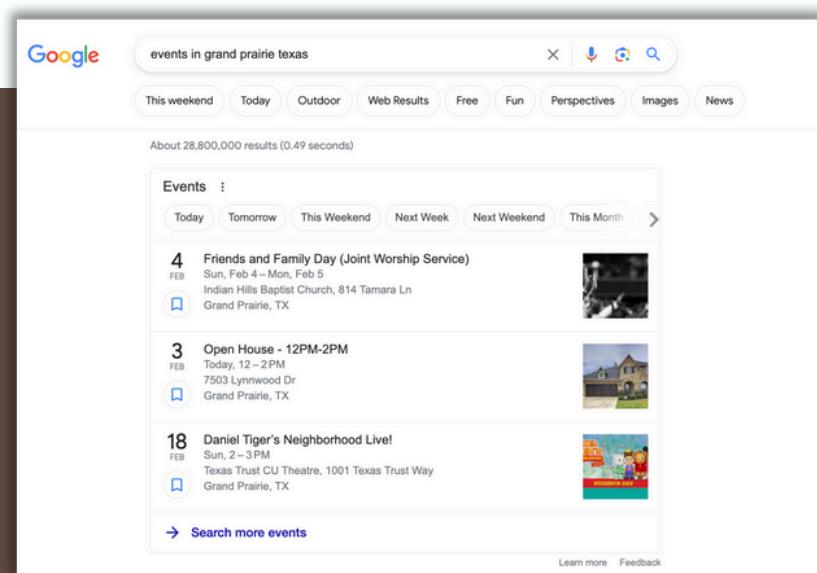 Google
events in grand prairie texas
This weekend Today Outdoor Web Results Free Fun Perspectives Images News
About 28,800,000 results (0.49 seconds)
Events
Today Tomorrow This Weekend Next Week Next Weekend This Month
4 Friends and Family Day (Joint Worship Service)
FEB Sun, Feb 4 – Mon, Feb 5
Indian Hills Baptist Church, 814 Tamara Ln
Grand Prairie, TX
3 Open House - 12PM-2PM
FEB Today, 12 – 2 PM
7503 Lynnwood Dr
Grand Prairie, TX
18 Daniel Tiger's Neighborhood Live!
FEB Sun, 2 – 3 PM
Texas Trust CU Theatre, 1001 Texas Trust Way
Grand Prairie, TX
Search more events
Learn more Feedback